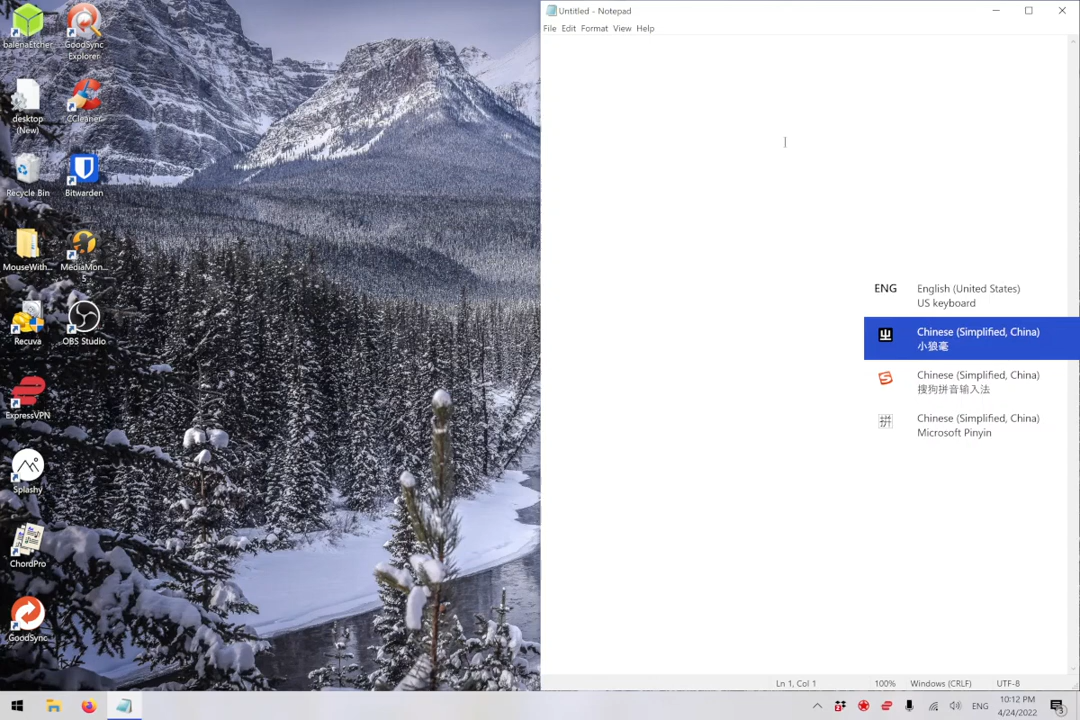 balenaEtcher
GoodSync
Explorer
desktop
(New)
CCleaner
Recycle Bin
Bitwarden
MouseWith...
MediaMon...
5
Recuva
OBS Studio
ExpressVPN
Splashy
ChordPro
GoodSync
Untitled - Notepad
File Edit Format View Help
ENG English (United States)
US keyboard
Chinese (Simplified, China)
小狼毫
Chinese (Simplified, China)
搜狗拼音输入法
拼 Chinese (Simplified, China)
Microsoft Pinyin
Ln 1, Col 1 100% Windows (CRLF) UTF-8
ENG
10:12 PM
4/24/2022
3